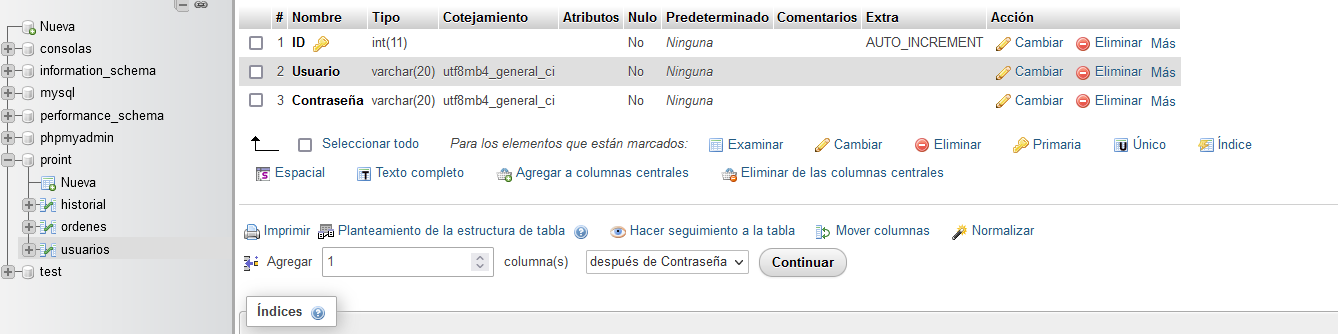 Nueva
consolas
information_schema
mysql
performance_schema
phpmyadmin
proint
Nueva
historial
ordenes
usuarios
test
# Nombre Tipo Cotejamiento Atributos Nulo Predeterminado Comentarios Extra Acción
1 ID int(11) No Ninguna AUTO_INCREMENT Cambiar Eliminar Más
2 Usuario varchar(20) utf8mb4_general_ci No Ninguna Cambiar Eliminar Más
3 Contraseña varchar(20) utf8mb4_general_ci No Ninguna Cambiar Eliminar Más
Seleccionar todo Para los elementos que están marcados: Examinar Cambiar Eliminar Primaria Único Índice
Espacial Texto completo Agregar a columnas centrales Eliminar de las columnas centrales
Imprimir Planteamiento de la estructura de tabla Hacer seguimiento a la tabla Mover columnas Normalizar
Agregar 1 columna(s) después de Contraseña Continuar
Índices